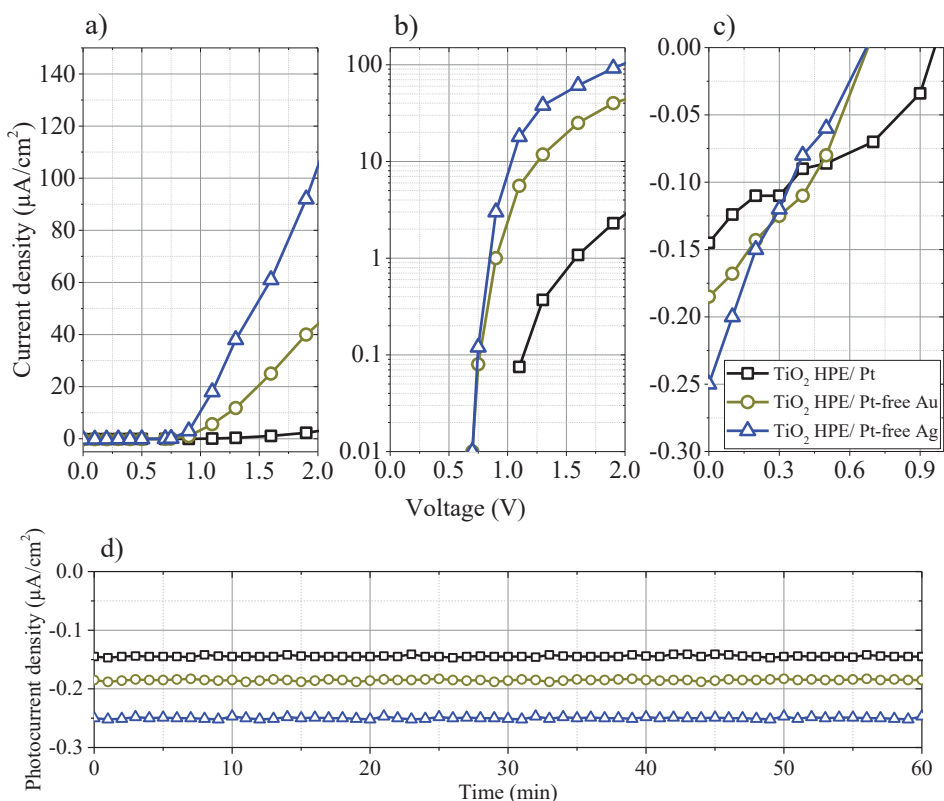 a)
b)
c)
Current density (µA/cm²)
140
120
100
80
60
40
20
0
0.0 0.5 1.0 1.5 2.0
100
10
1
0.1
0.01
0.0 0.5 1.0 1.5 2.0
0.00
-0.05
-0.10
-0.15
-0.20
-0.25
-0.30
0.0 0.3 0.6 0.9
TiO₂ HPE/ Pt
TiO₂ HPE/ Pt-free Au
TiO₂ HPE/ Pt-free Ag
Voltage (V)
d)
Photocurrent density (µA/cm²)
0.0
-0.1
-0.2
-0.3
0 10 20 30 40 50 60
Time (min)